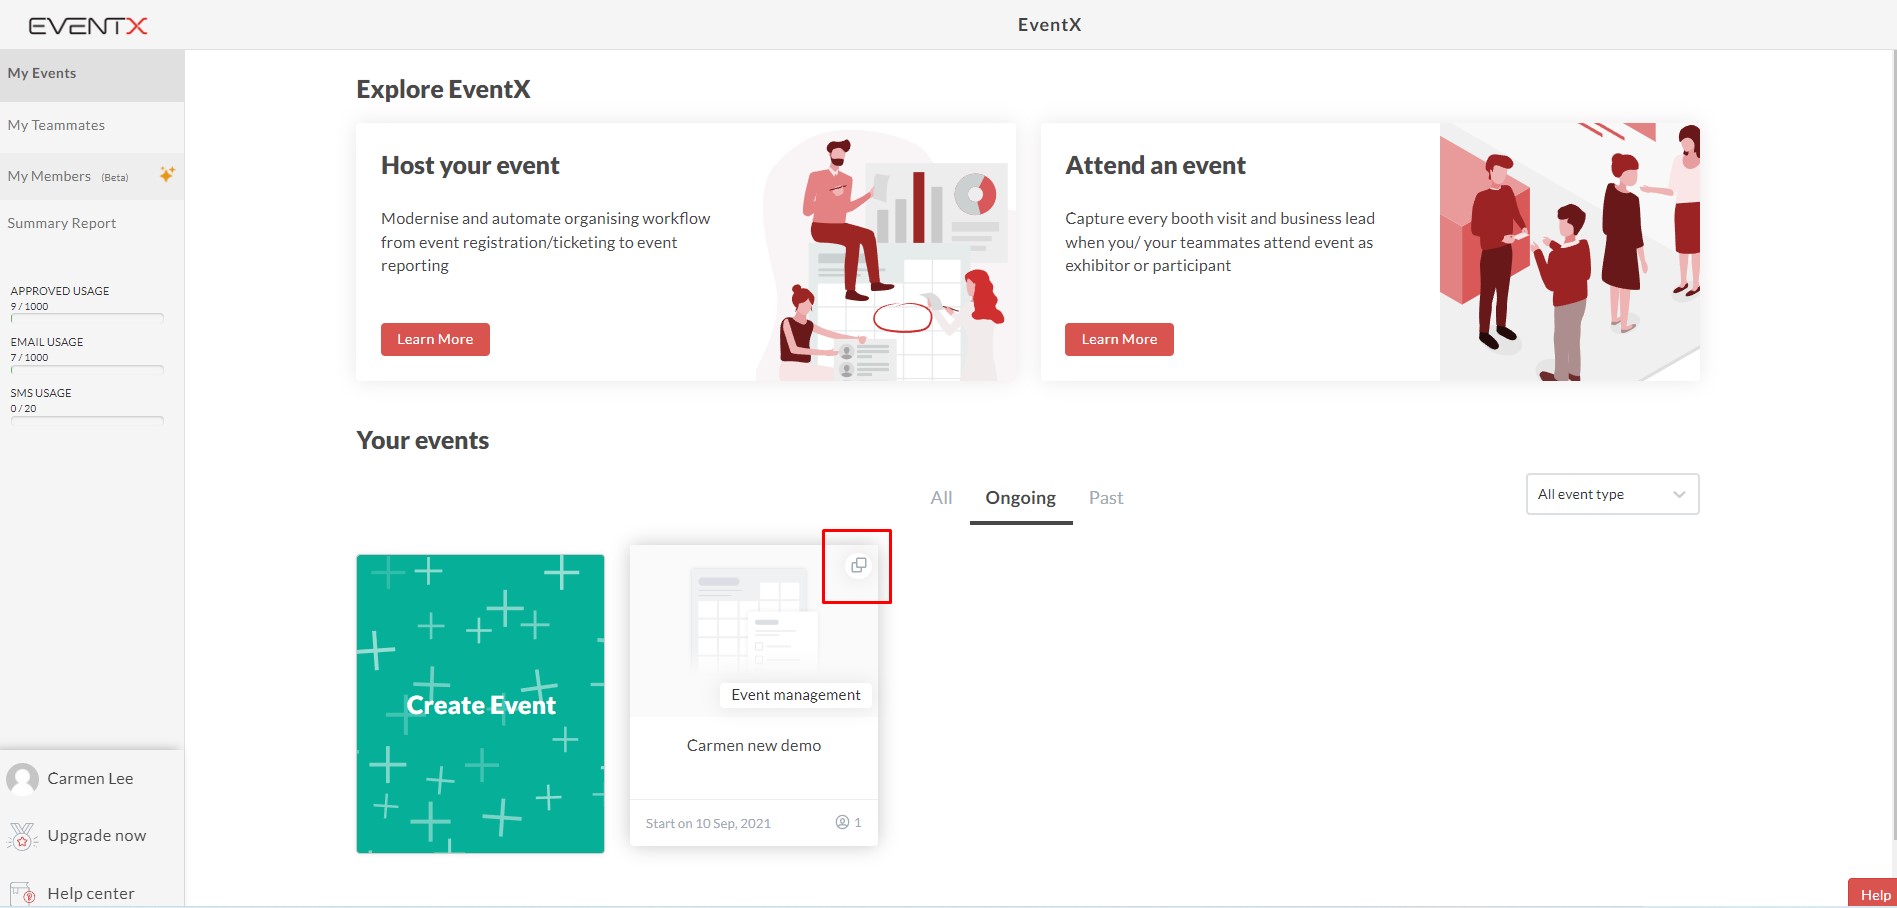 EVENTX
EventX
My Events
My Teammates
My Members (Beta)
Summary Report
APPROVED USAGE
9 / 1000
EMAIL USAGE
7 / 1000
SMS USAGE
0 / 20
Carmen Lee
Upgrade now
Help center
Explore EventX
Host your event
Modernise and automate organising workflow
from event registration/ticketing to event
reporting
Learn More
Attend an event
Capture every booth visit and business lead
when you/ your teammates attend event as
exhibitor or participant
Learn More
Your events
All
Ongoing
Past
All event type
Create Event
Event management
Carmen new demo
Start on 10 Sep, 2021
1
Help